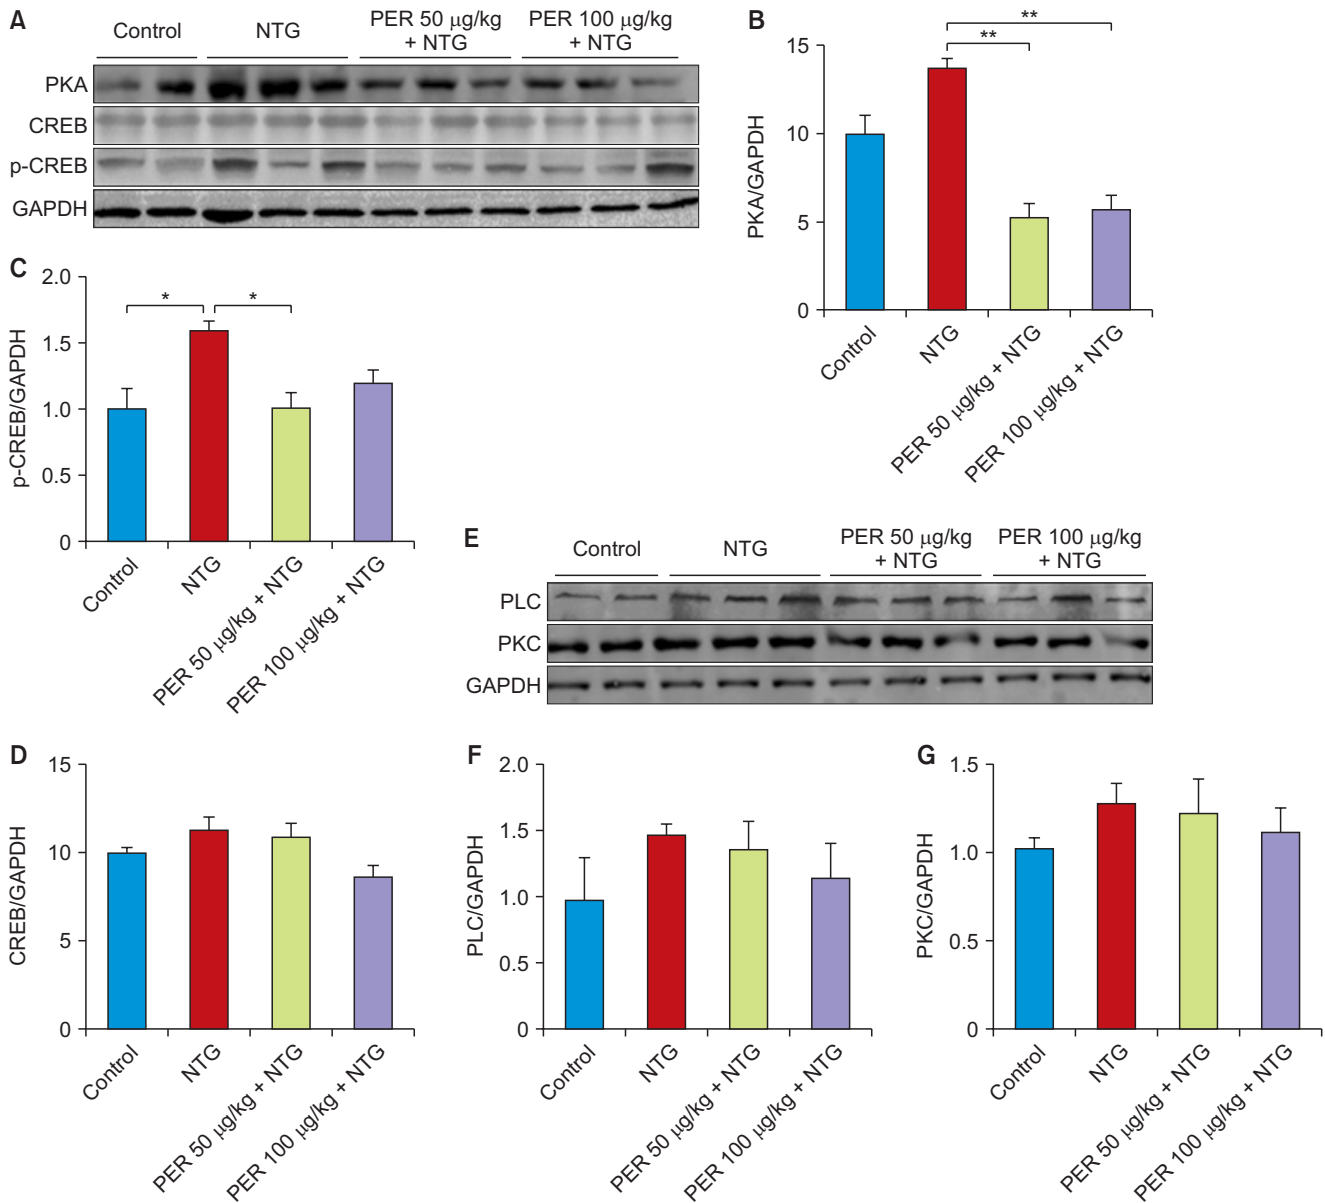 A
Control
NTG
PER 50 μg/kg
+ NTG
PER 100 μg/kg
+ NTG
PKA
CREB
p-CREB
GAPDH
B
**
**
15
10
5
0
PKA/GAPDH
Control
NTG
PER 50 μg/kg + NTG
PER 100 μg/kg + NTG
C
*
*
2.0
1.5
1.0
0.5
0
p-CREB/GAPDH
Control
NTG
PER 50 μg/kg + NTG
PER 100 μg/kg + NTG
E
Control
NTG
PER 50 μg/kg
+ NTG
PER 100 μg/kg
+ NTG
PLC
PKC
GAPDH
D
15
10
5
0
CREB/GAPDH
Control
NTG
PER 50 μg/kg + NTG
PER 100 μg/kg + NTG
F
2.0
1.5
1.0
0.5
0
PLC/GAPDH
Control
NTG
PER 50 μg/kg + NTG
PER 100 μg/kg + NTG
G
1.5
1.0
0.5
0
PKC/GAPDH
Control
NTG
PER 50 μg/kg + NTG
PER 100 μg/kg + NTG